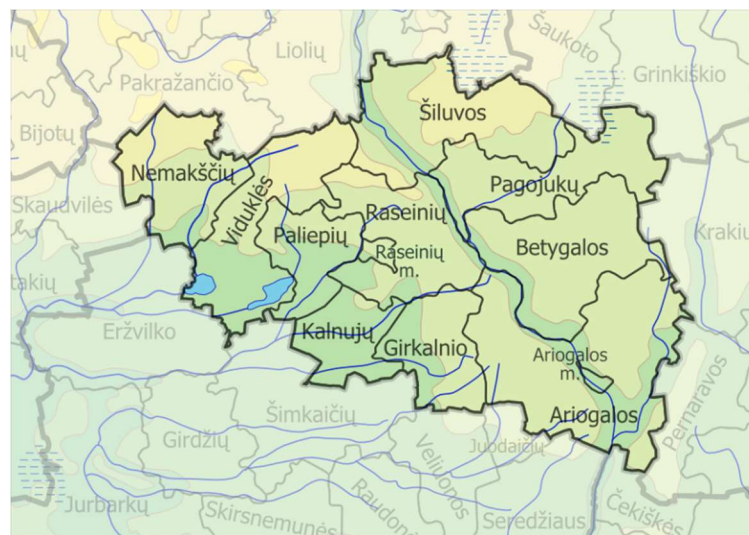 Šaukoto
Liolių
Grinkiškio
Pakražančio
Šiluvos
Bijotų
Nemakščių
Pagojukų
Viduklės
Skaudvilės
Raseinių
Paliepių
Betygalos
Krakių
Raseinių
m.
takių
Eržvilko
Kalnujų
Girkalnio
Ariogalos
m.
Pernaravos
Šimkaičių
Ariogalos
Girdžių
Veliuonos
Juodaičių
Jurbarkų
Raudonės
Skirsnemunės
Seredžiaus
Čekiškės